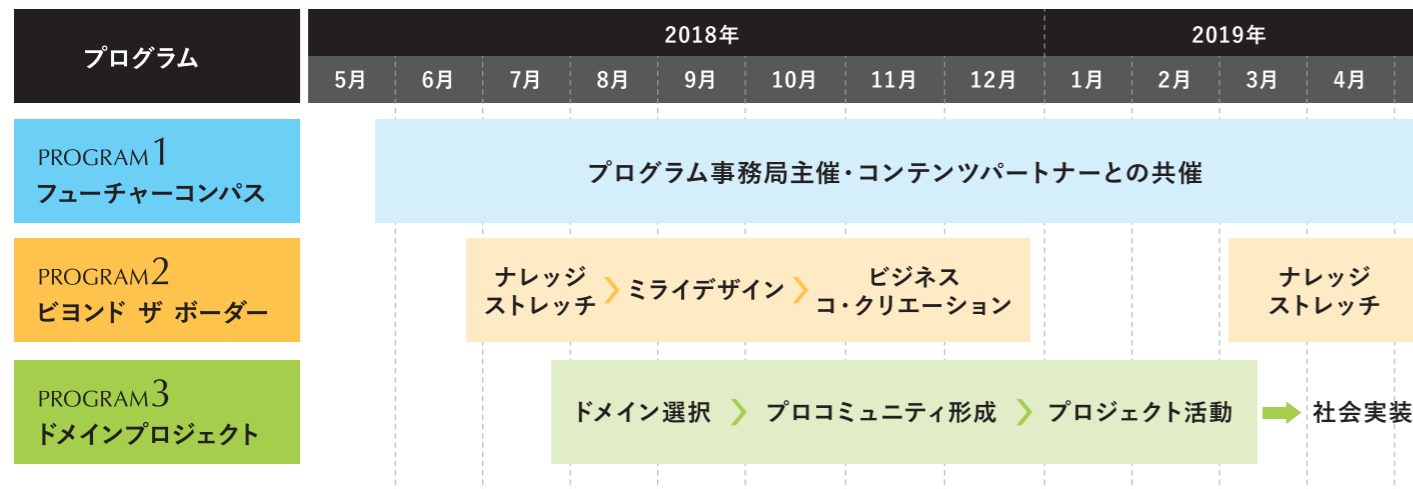 プログラム
2018年
2019年
5月
6月
7月
8月
9月
10月
11月
12月
1月
2月
3月
4月
PROGRAM1
フューチャーコンパス
プログラム事務局主催・コンテンツパートナーとの共催
PROGRAM2
ビヨンド ザ ボーダー
ナレッジ
ストレッチ
ミライデザイン
ビジネス
コ・クリエーション
ナレッジ
ストレッチ
PROGRAM3
ドメインプロジェクト
ドメイン選択
プロコミュニティ形成
プロジェクト活動
社会実装